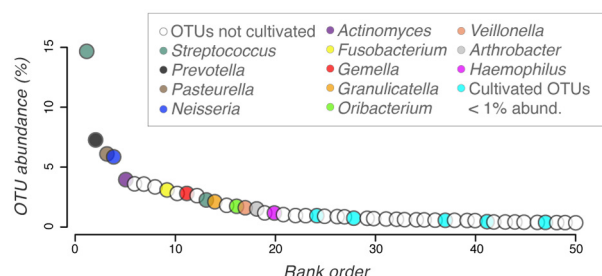 OTUs not cultivated
Streptococcus
Prevotella
Pasteurella
Neisseria
Actinomyces
Fusobacterium
Gemella
Granulicatella
Oribacterium
Veillonella
Arthrobacter
Haemophilus
Cultivated OTUs
< 1% abund.
OTU abundance (%)
15
10
5
0
0
10
20
30
40
50
Rank order